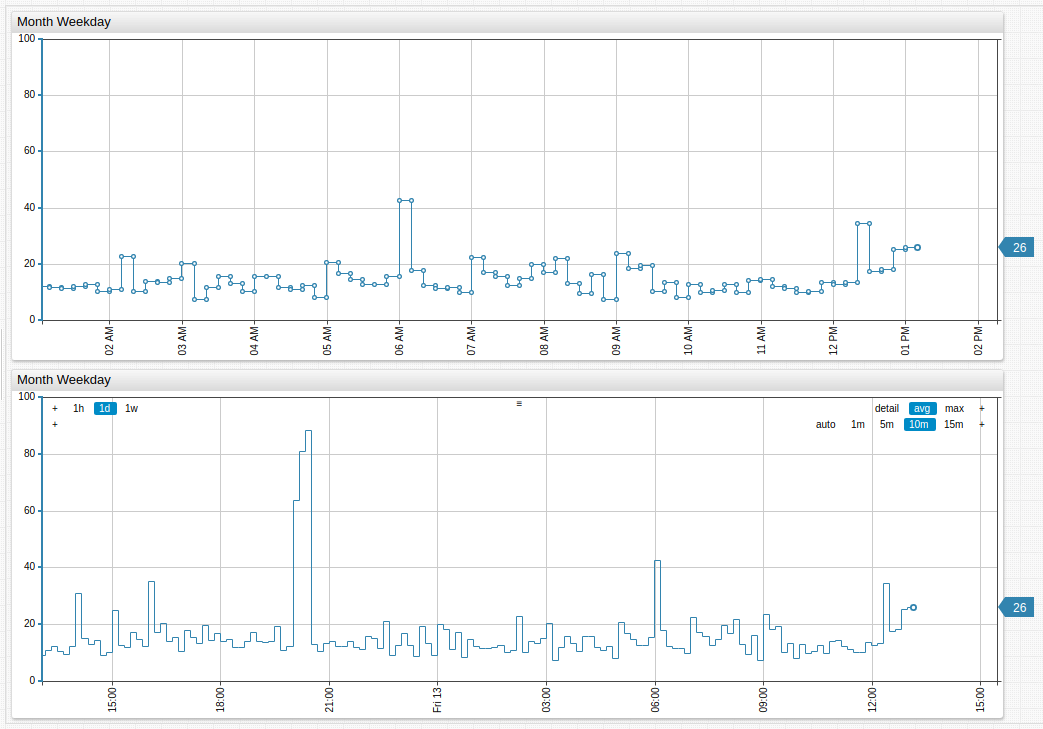 Month Weekday
100
80
60
40
20
0
26
02 AM 03 AM 04 AM 05 AM 06 AM 07 AM 08 AM 09 AM 10 AM 11 AM 12 PM 01 PM 02 PM
Month Weekday
100
+ 1h 1d 1w ≡ detail avg max +
+ auto 1m 5m 10m 15m +
80
60
40
20
0
26
15:00 18:00 21:00 Fri 13 03:00 06:00 09:00 12:00 15:00